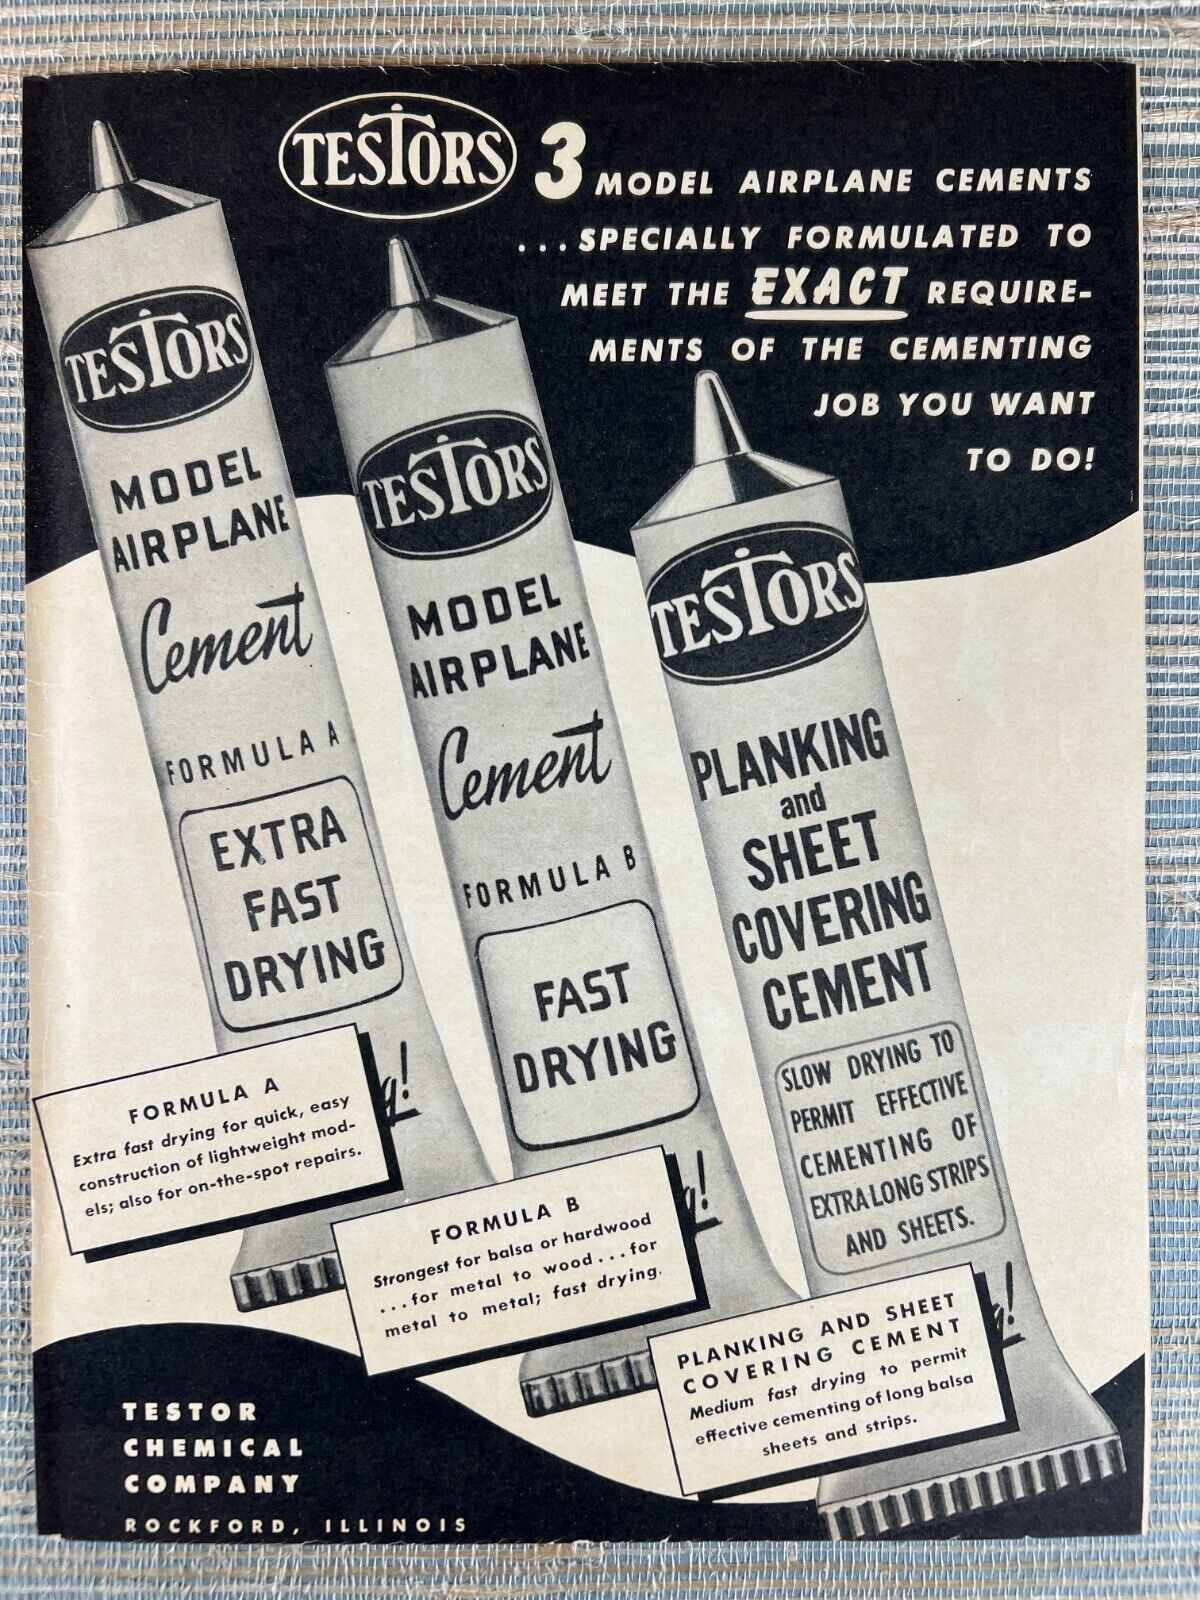 TESTORS
3 MODEL AIRPLANE CEMENTS
...SPECIALLY FORMULATED TO
MEET THE EXACT REQUIRE-
MENTS OF THE CEMENTING
JOB YOU WANT
TO DO!
TESTORS
MODEL
AIRPLANE
Cement
FORMULA A
EXTRA
FAST
DRYING
FORMULA A
Extra fast drying for quick, easy
construction of lightweight mod-
els; also for on-the-spot repairs.
TESTORS
MODEL
AIRPLANE
Cement
FORMULA B
FAST
DRYING
FORMULA B
Strongest for balsa or hardwood
...for metal to wood...for
metal to metal; fast drying.
TESTORS
PLANKING
and
SHEET
COVERING
CEMENT
SLOW DRYING TO
PERMIT EFFECTIVE
CEMENTING OF
EXTRA LONG STRIPS
AND SHEETS.
PLANKING AND SHEET
COVERING CEMENT
Medium fast drying to permit
effective cementing of long balsa
sheets and strips.
TESTOR
CHEMICAL
COMPANY
ROCKFORD, ILLINOIS